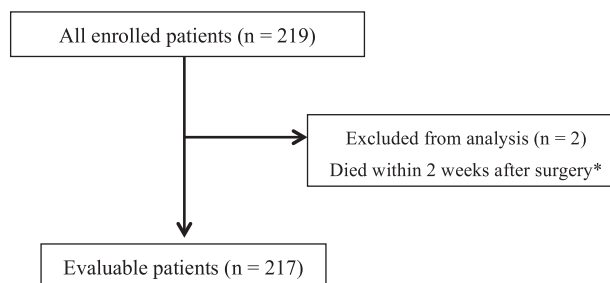 All enrolled patients (n = 219)
Excluded from analysis (n = 2)
Died within 2 weeks after surgery*
Evaluable patients (n = 217)